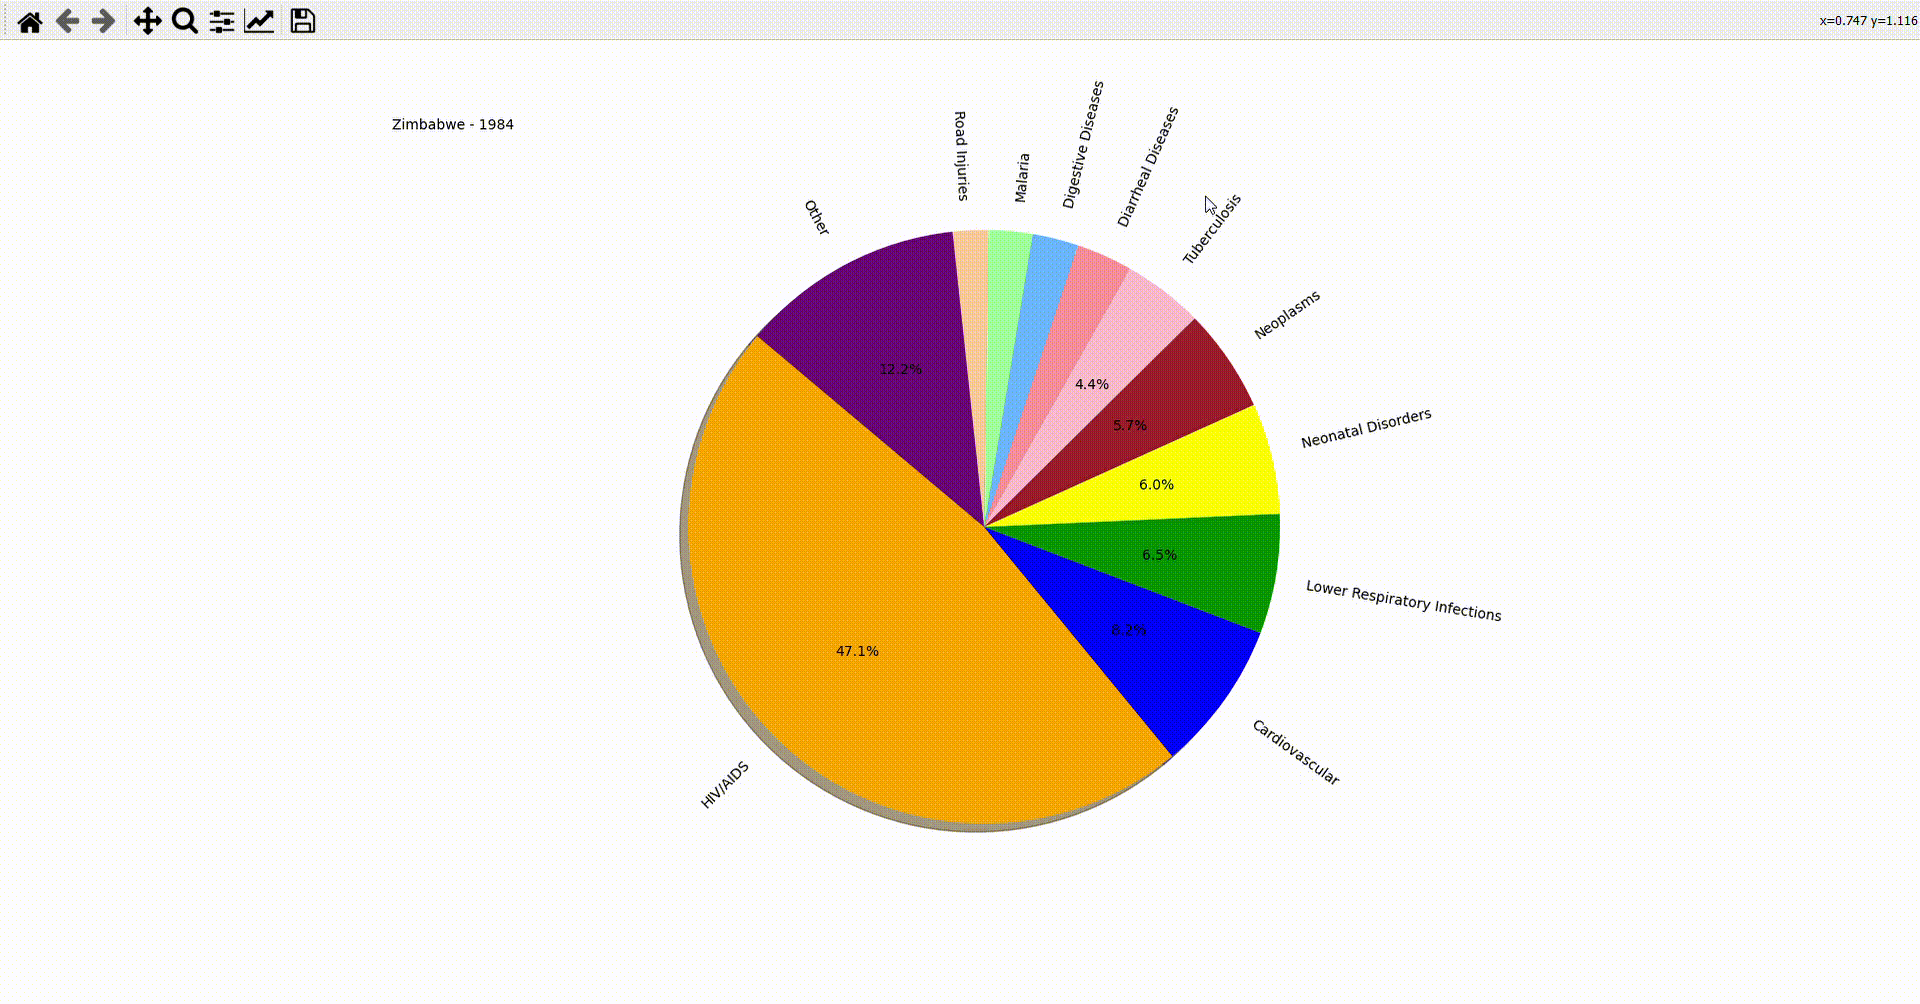 x=0.747 y=1.116
Zimbabwe - 1984
Road Injuries
Malaria
Digestive Diseases
Diarrheal Diseases
Tuberculosis
Other
Neoplasms
Neonatal Disorders
Lower Respiratory Infections
Cardiovascular
HIV/AIDS
12.2%
4.4%
5.7%
6.0%
6.5%
8.2%
47.1%